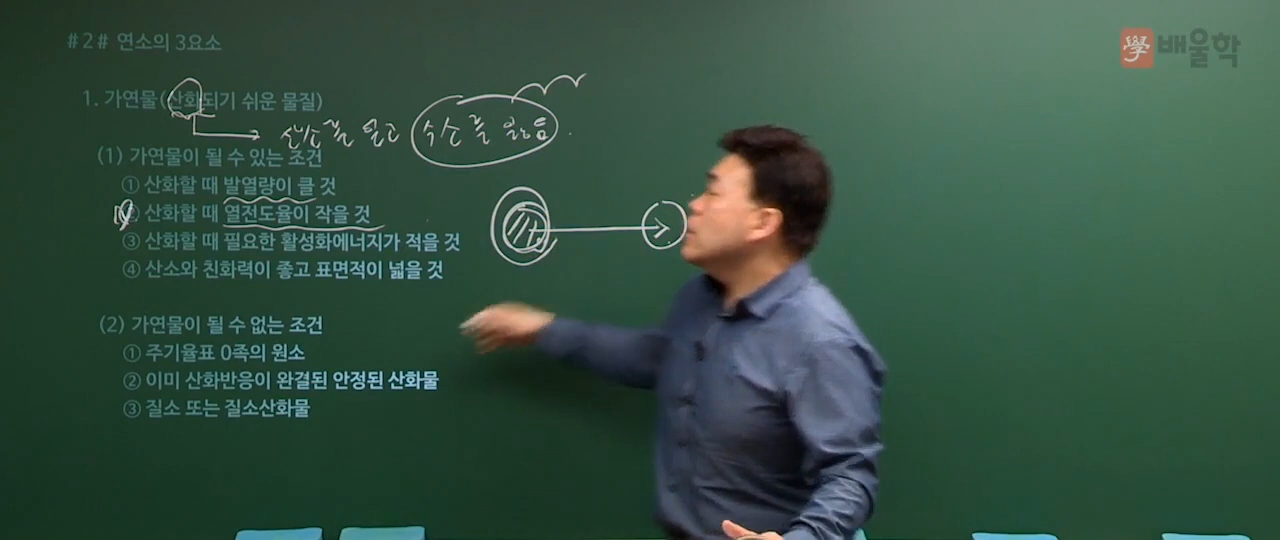 #2# 연소의 3요소
學 배울학
1. 가연물(산화되기 쉬운 물질)
산소를 얻고 수소를 잃음.
(1) 가연물이 될 수 있는 조건
① 산화할 때 발열량이 클 것
② 산화할 때 열전도율이 작을 것
③ 산화할 때 필요한 활성화에너지가 적을 것
④ 산소와 친화력이 좋고 표면적이 넓을 것
(2) 가연물이 될 수 없는 조건
① 주기율표 0족의 원소
② 이미 산화반응이 완결된 안정된 산화물
③ 질소 또는 질소산화물